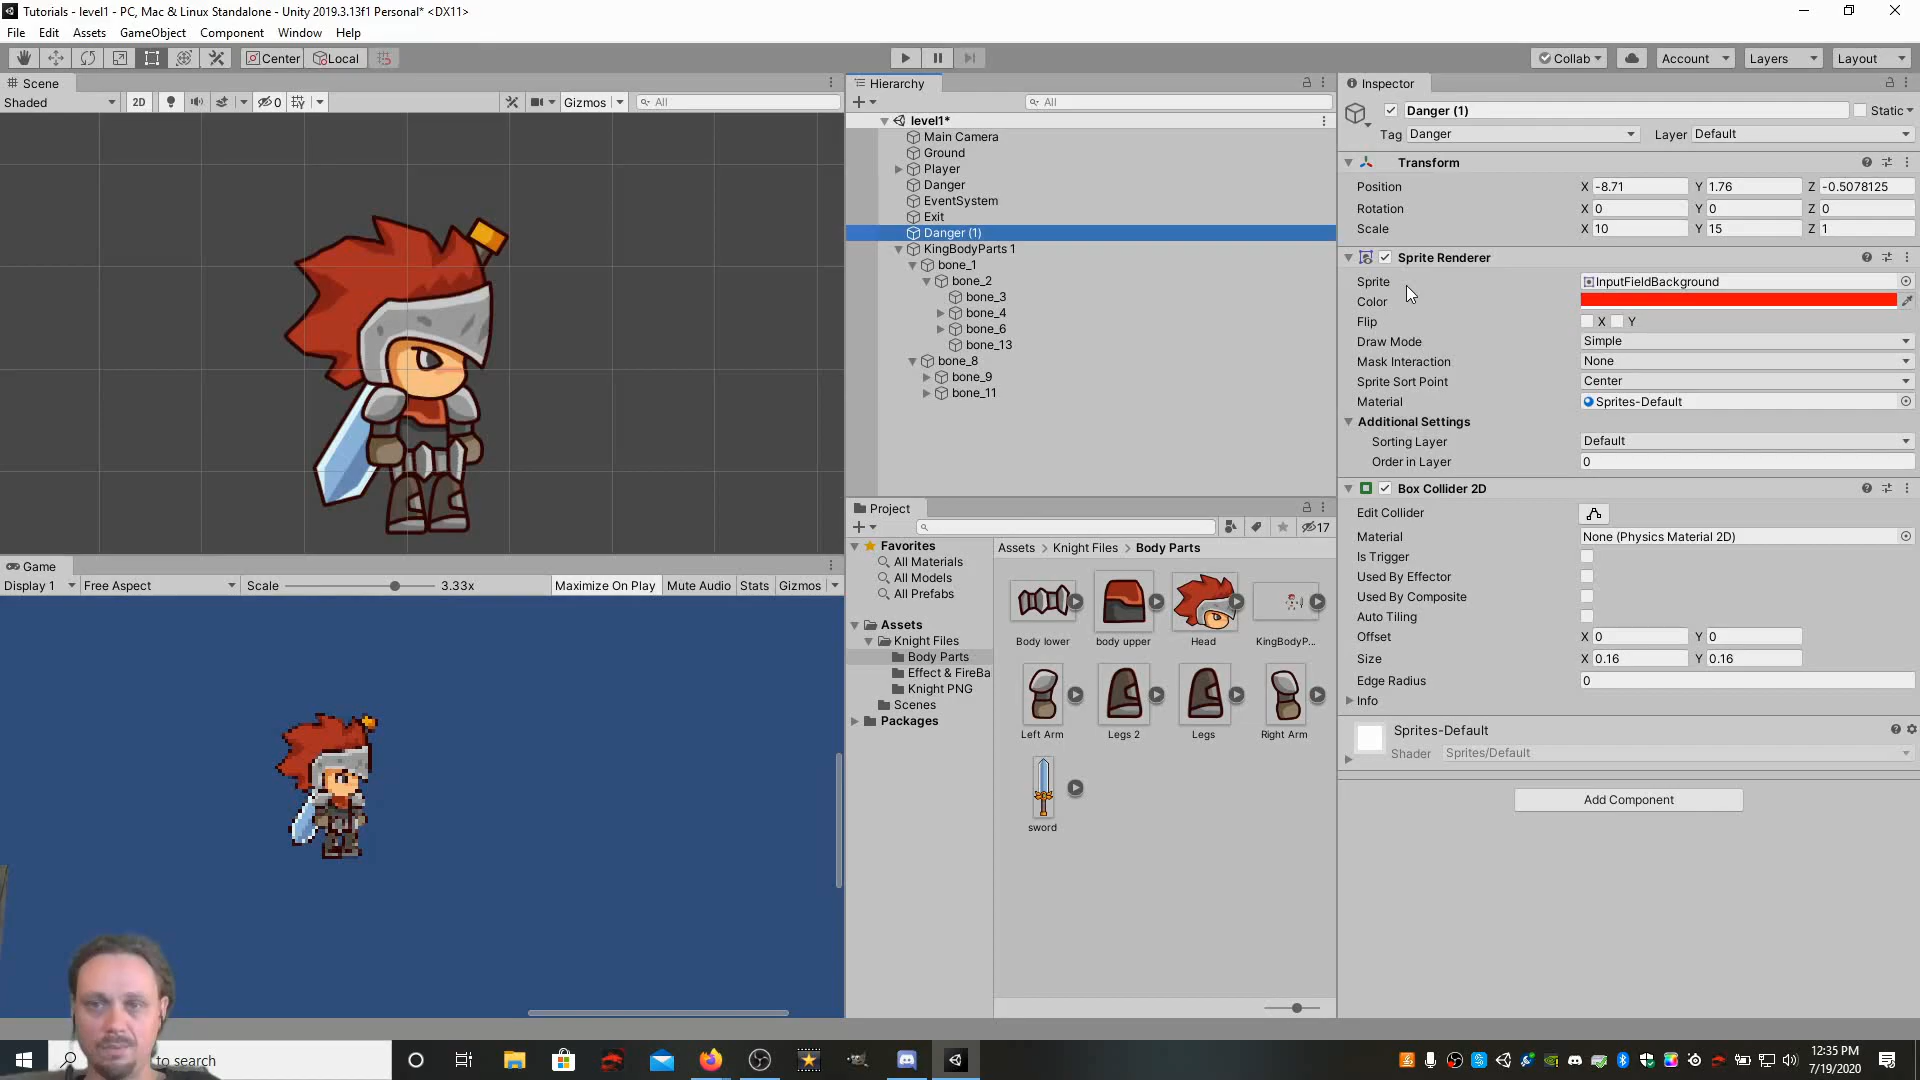 Tutorials - level1 - PC, Mac & Linux Standalone - Unity 2019.3.13f1 Personal* <DX11>
File Edit Assets GameObject Component Window Help
Center Local Collab Account Layers Layout
Scene
Shaded 2D 0 Gizmos All
Hierarchy
All
level1*
Main Camera
Ground
Player
Danger
EventSystem
Exit
Danger (1)
KingBodyParts 1
bone_1
bone_2
bone_3
bone_4
bone_6
bone_13
bone_8
bone_9
bone_11
Inspector
Danger (1) Static
Tag Danger Layer Default
Transform
Position X -8.71 Y 1.76 Z -0.5078125
Rotation X 0 Y 0 Z 0
Scale X 10 Y 15 Z 1
Sprite Renderer
Sprite InputFieldBackground
Color
Flip X Y
Draw Mode Simple
Mask Interaction None
Sprite Sort Point Center
Material Sprites-Default
Additional Settings
Sorting Layer Default
Order in Layer 0
Box Collider 2D
Edit Collider
Material None (Physics Material 2D)
Is Trigger
Used By Effector
Used By Composite
Auto Tiling
Offset X 0 Y 0
Size X 0.16 Y 0.16
Edge Radius 0
Info
Sprites-Default
Shader Sprites/Default
Add Component
Game
Display 1 Free Aspect Scale 3.33x Maximize On Play Mute Audio Stats Gizmos
Project
17
Favorites
All Materials
All Models
All Prefabs
Assets
Knight Files
Body Parts
Effect & FireBa
Knight PNG
Scenes
Packages
Assets > Knight Files > Body Parts
Body lower body upper Head KingBodyP...
Left Arm Legs 2 Legs Right Arm
sword
to search
12:35 PM
7/19/2020